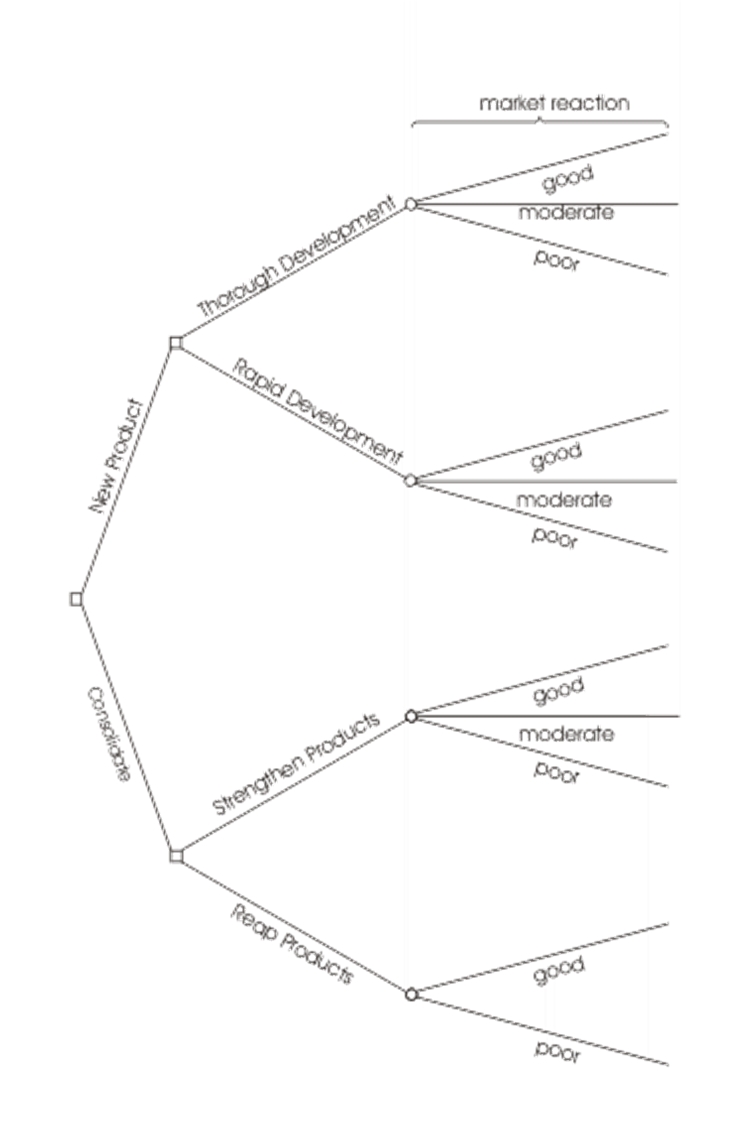 market reaction
good
moderate
poor
Thorough Development
Rapid Development
good
moderate
poor
New Product
Consolidate
good
moderate
poor
Strengthen Products
Reap Products
good
poor